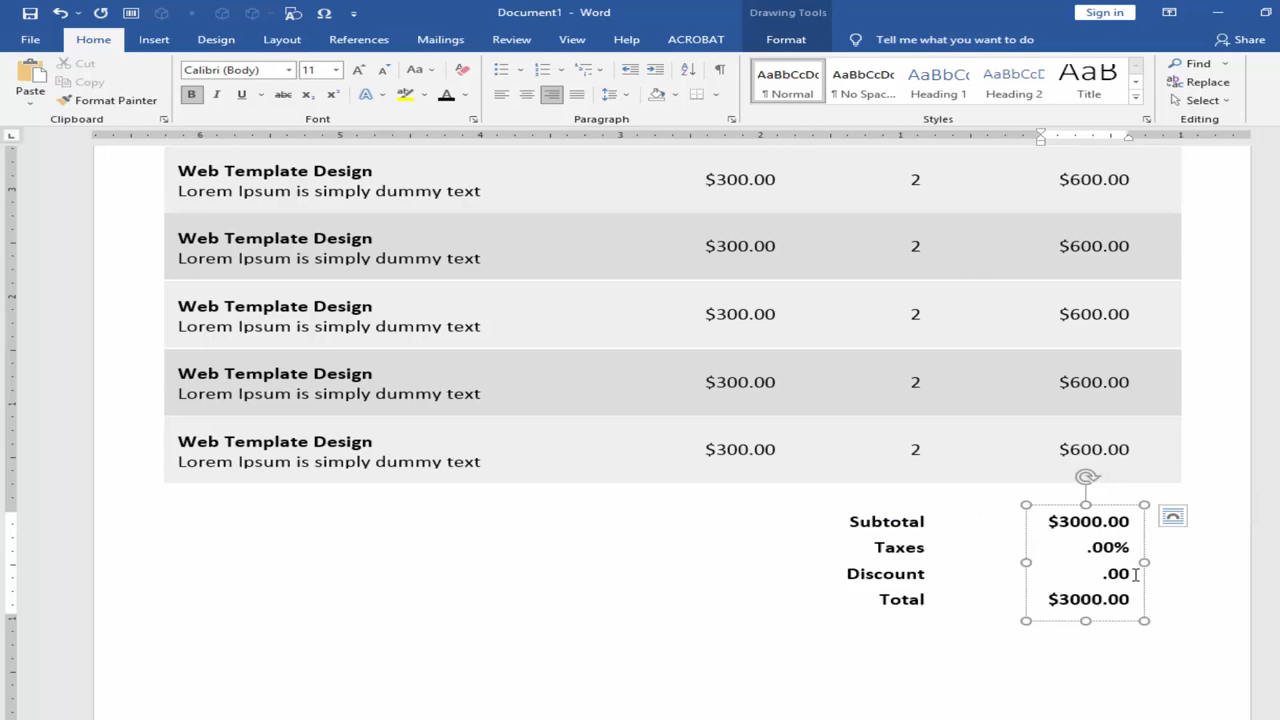 Document1 - Word
Drawing Tools
Sign in
File Home Insert Design Layout References Mailings Review View Help ACROBAT Format Tell me what you want to do Share
Paste
Cut
Copy
Format Painter
Clipboard
Calibri (Body) 11
Font
Paragraph
AaBbCcDc AaBbCcDc AaBbCc AaBbCcD AaB
¶ Normal ¶ No Spac... Heading 1 Heading 2 Title
Styles
Find
Replace
Select
Editing
6 5 4 3 2 1 1
Web Template Design
Lorem Ipsum is simply dummy text
$300.00 2 $600.00
Web Template Design
Lorem Ipsum is simply dummy text
$300.00 2 $600.00
Web Template Design
Lorem Ipsum is simply dummy text
$300.00 2 $600.00
Web Template Design
Lorem Ipsum is simply dummy text
$300.00 2 $600.00
Web Template Design
Lorem Ipsum is simply dummy text
$300.00 2 $600.00
Subtotal $3000.00
Taxes .00%
Discount .00
Total $3000.00